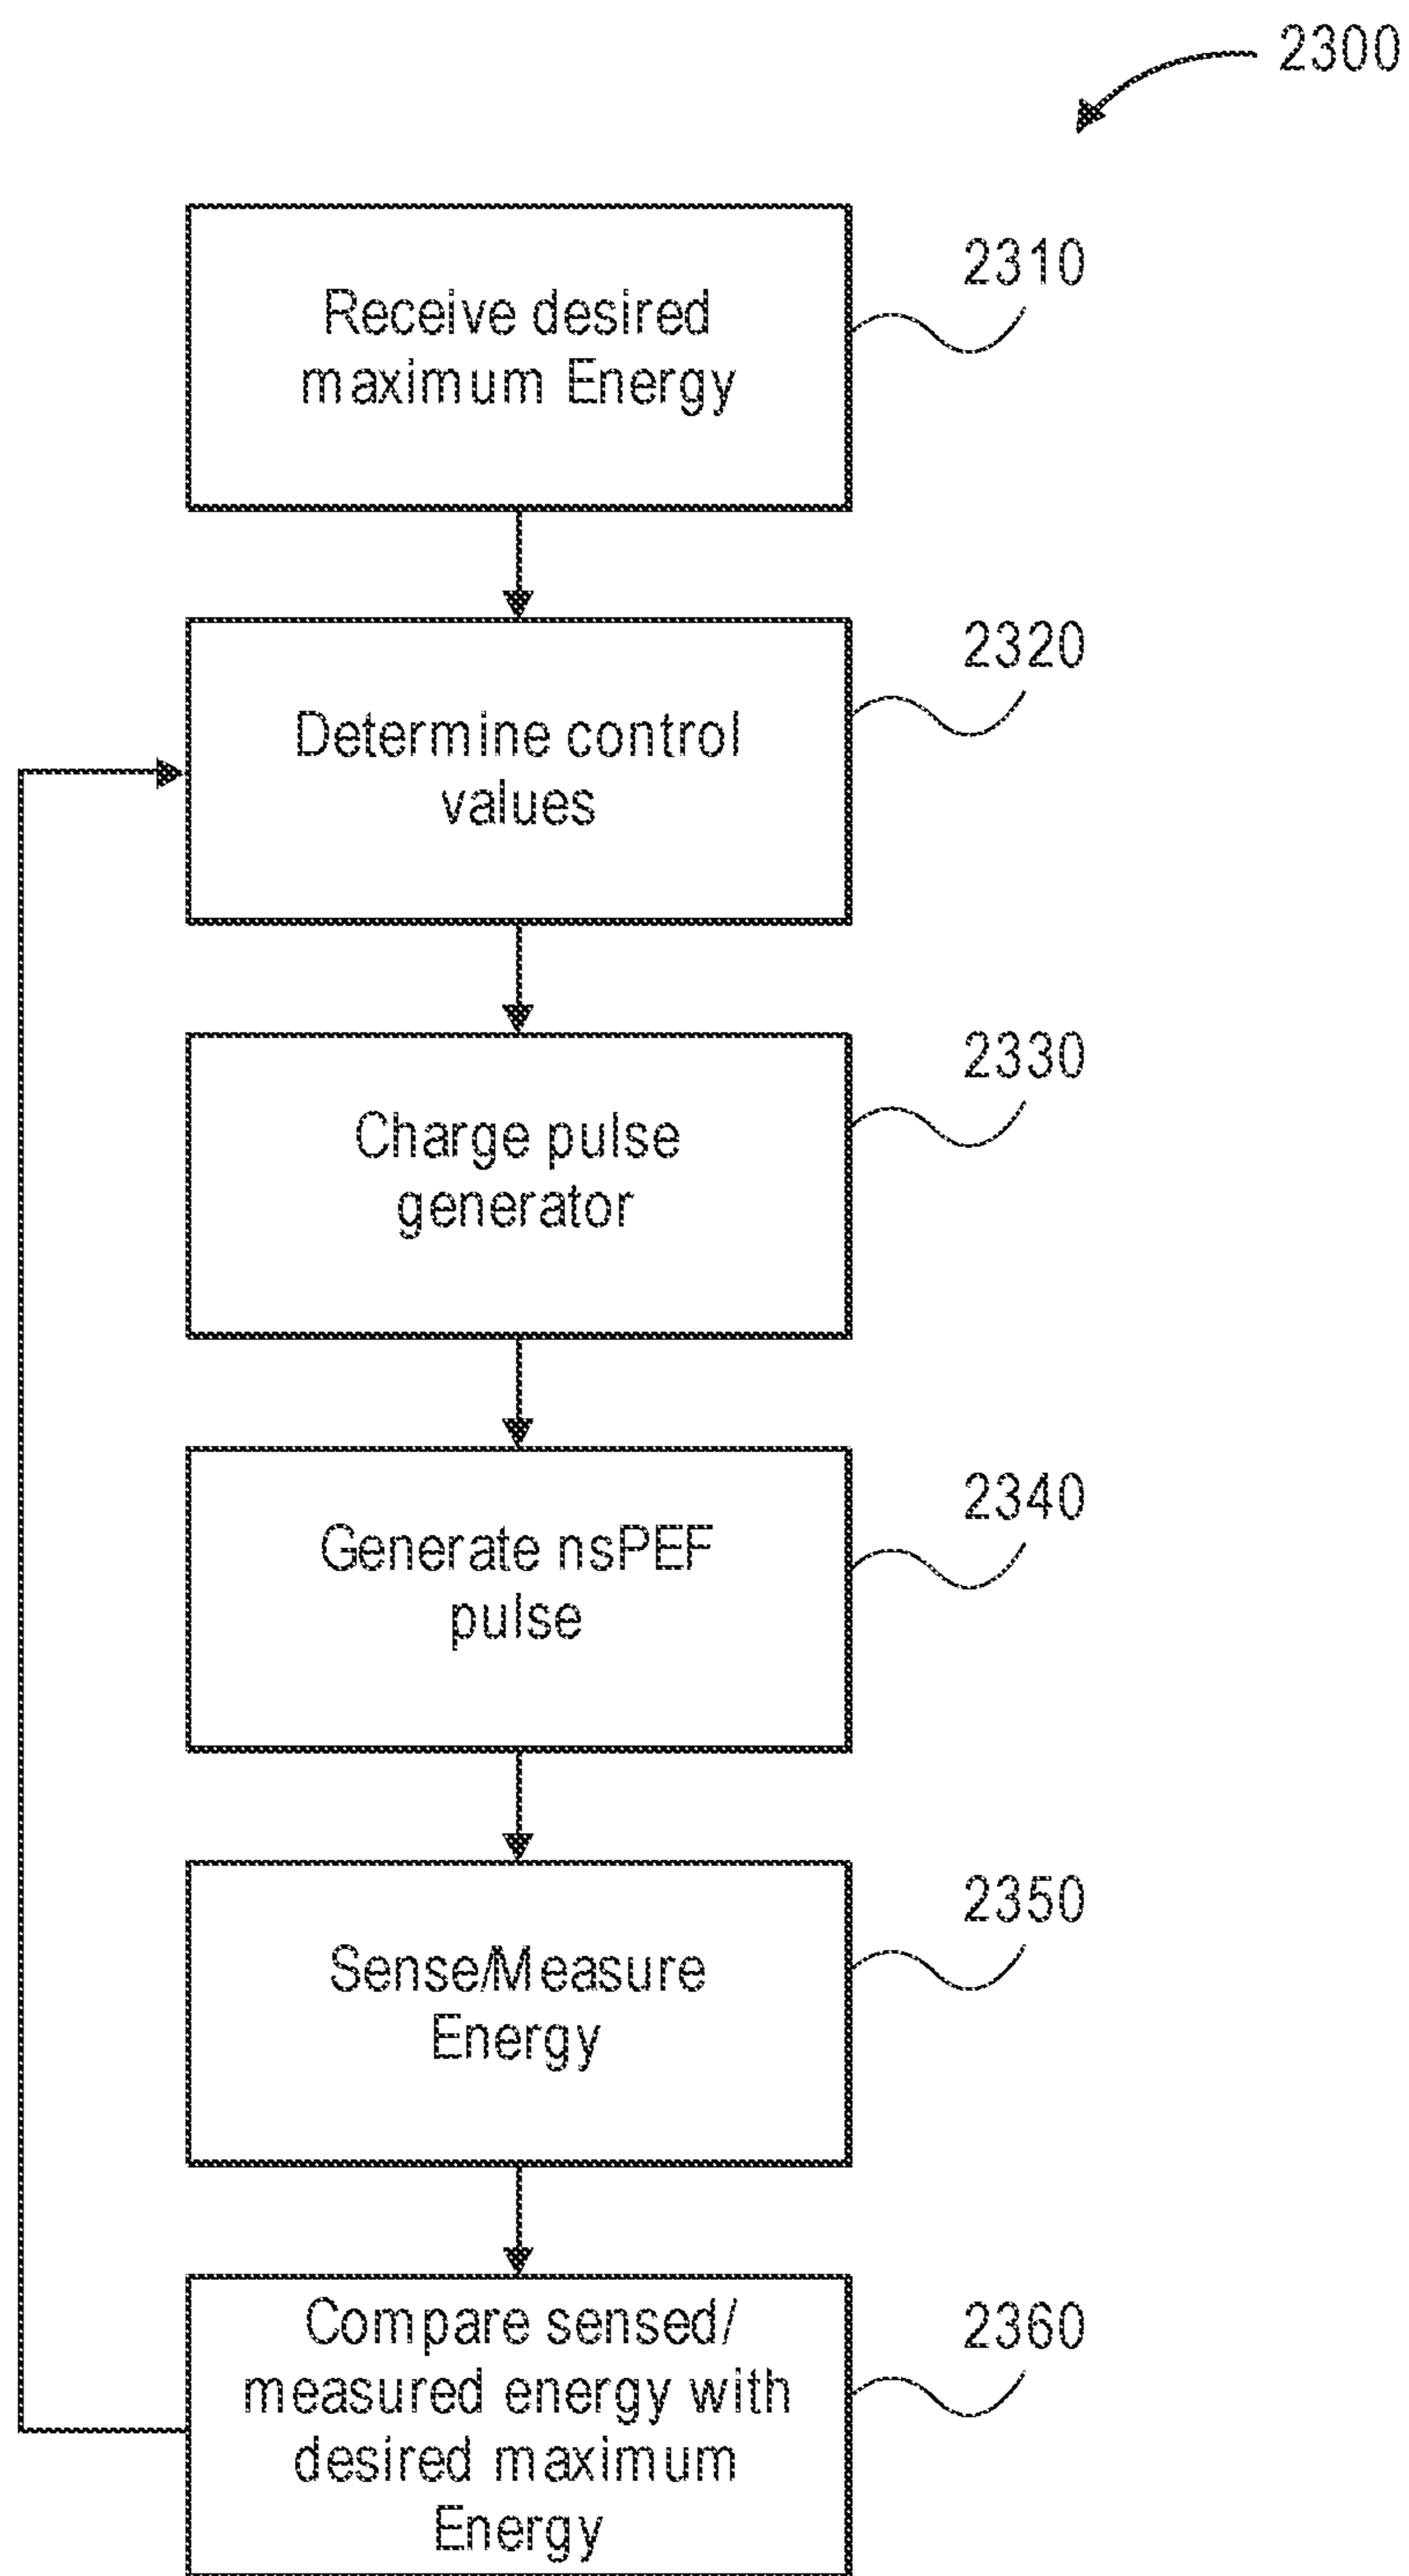 2300
2310
Receive desired
maximum Energy
2320
Determine control
values
2330
Charge pulse
generator
2340
Generate nsPEF
pulse
2350
Sense/Measure
Energy
2360
Compare sensed/
measured energy with
desired maximum
Energy